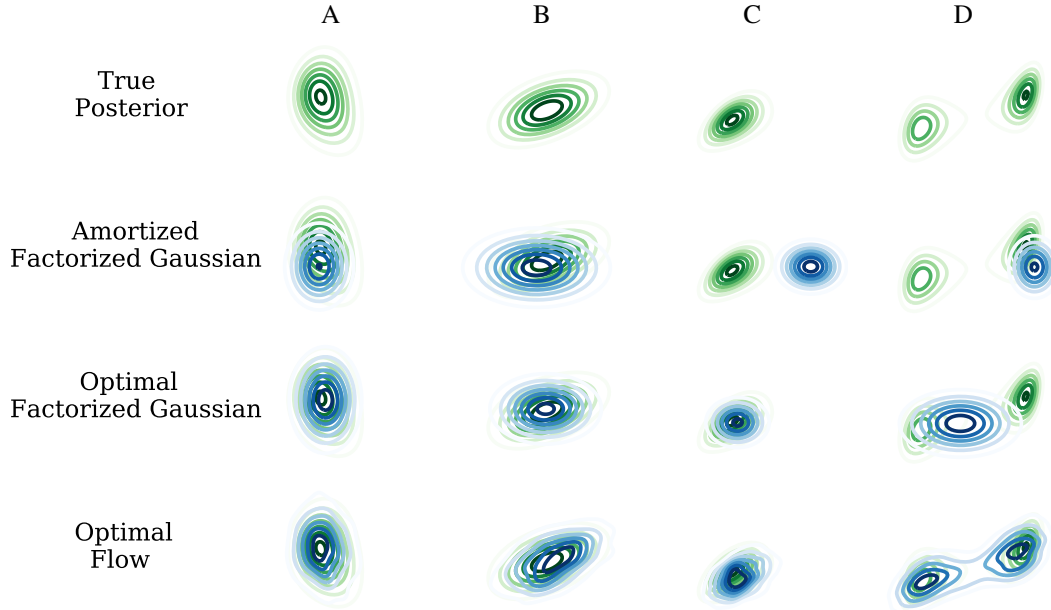 A B C D
True
Posterior
Amortized
Factorized Gaussian
Optimal
Factorized Gaussian
Optimal
Flow